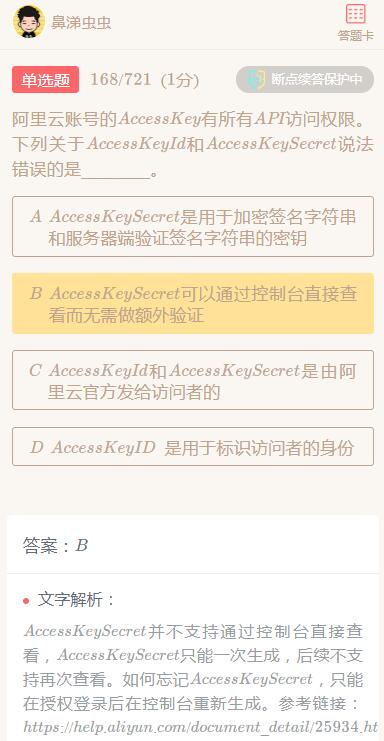 鼻涕虫虫
答题卡
单选题 168/721 (1分) 断点续答保护中
阿里云账号的AccessKey有所有API访问权限。
下列关于AccessKeyId和AccessKeySecret说法
错误的是_______。
A AccessKeySecret是用于加密签名字符串
和服务器端验证签名字符串的密钥
B AccessKeySecret可以通过控制台直接查
看而无需做额外验证
C AccessKeyId和AccessKeySecret是由阿
里云官方发给访问者的
D AccessKeyID 是用于标识访问者的身份
答案：B
文字解析：
AccessKeySecret并不支持通过控制台直接查
看，AccessKeySecret只能一次生成，后续不支
持再次查看。如何忘记AccessKeySecret，只能
在授权登录后在控制台重新生成。参考链接：
https://help.aliyun.com/document_detail/25934.ht